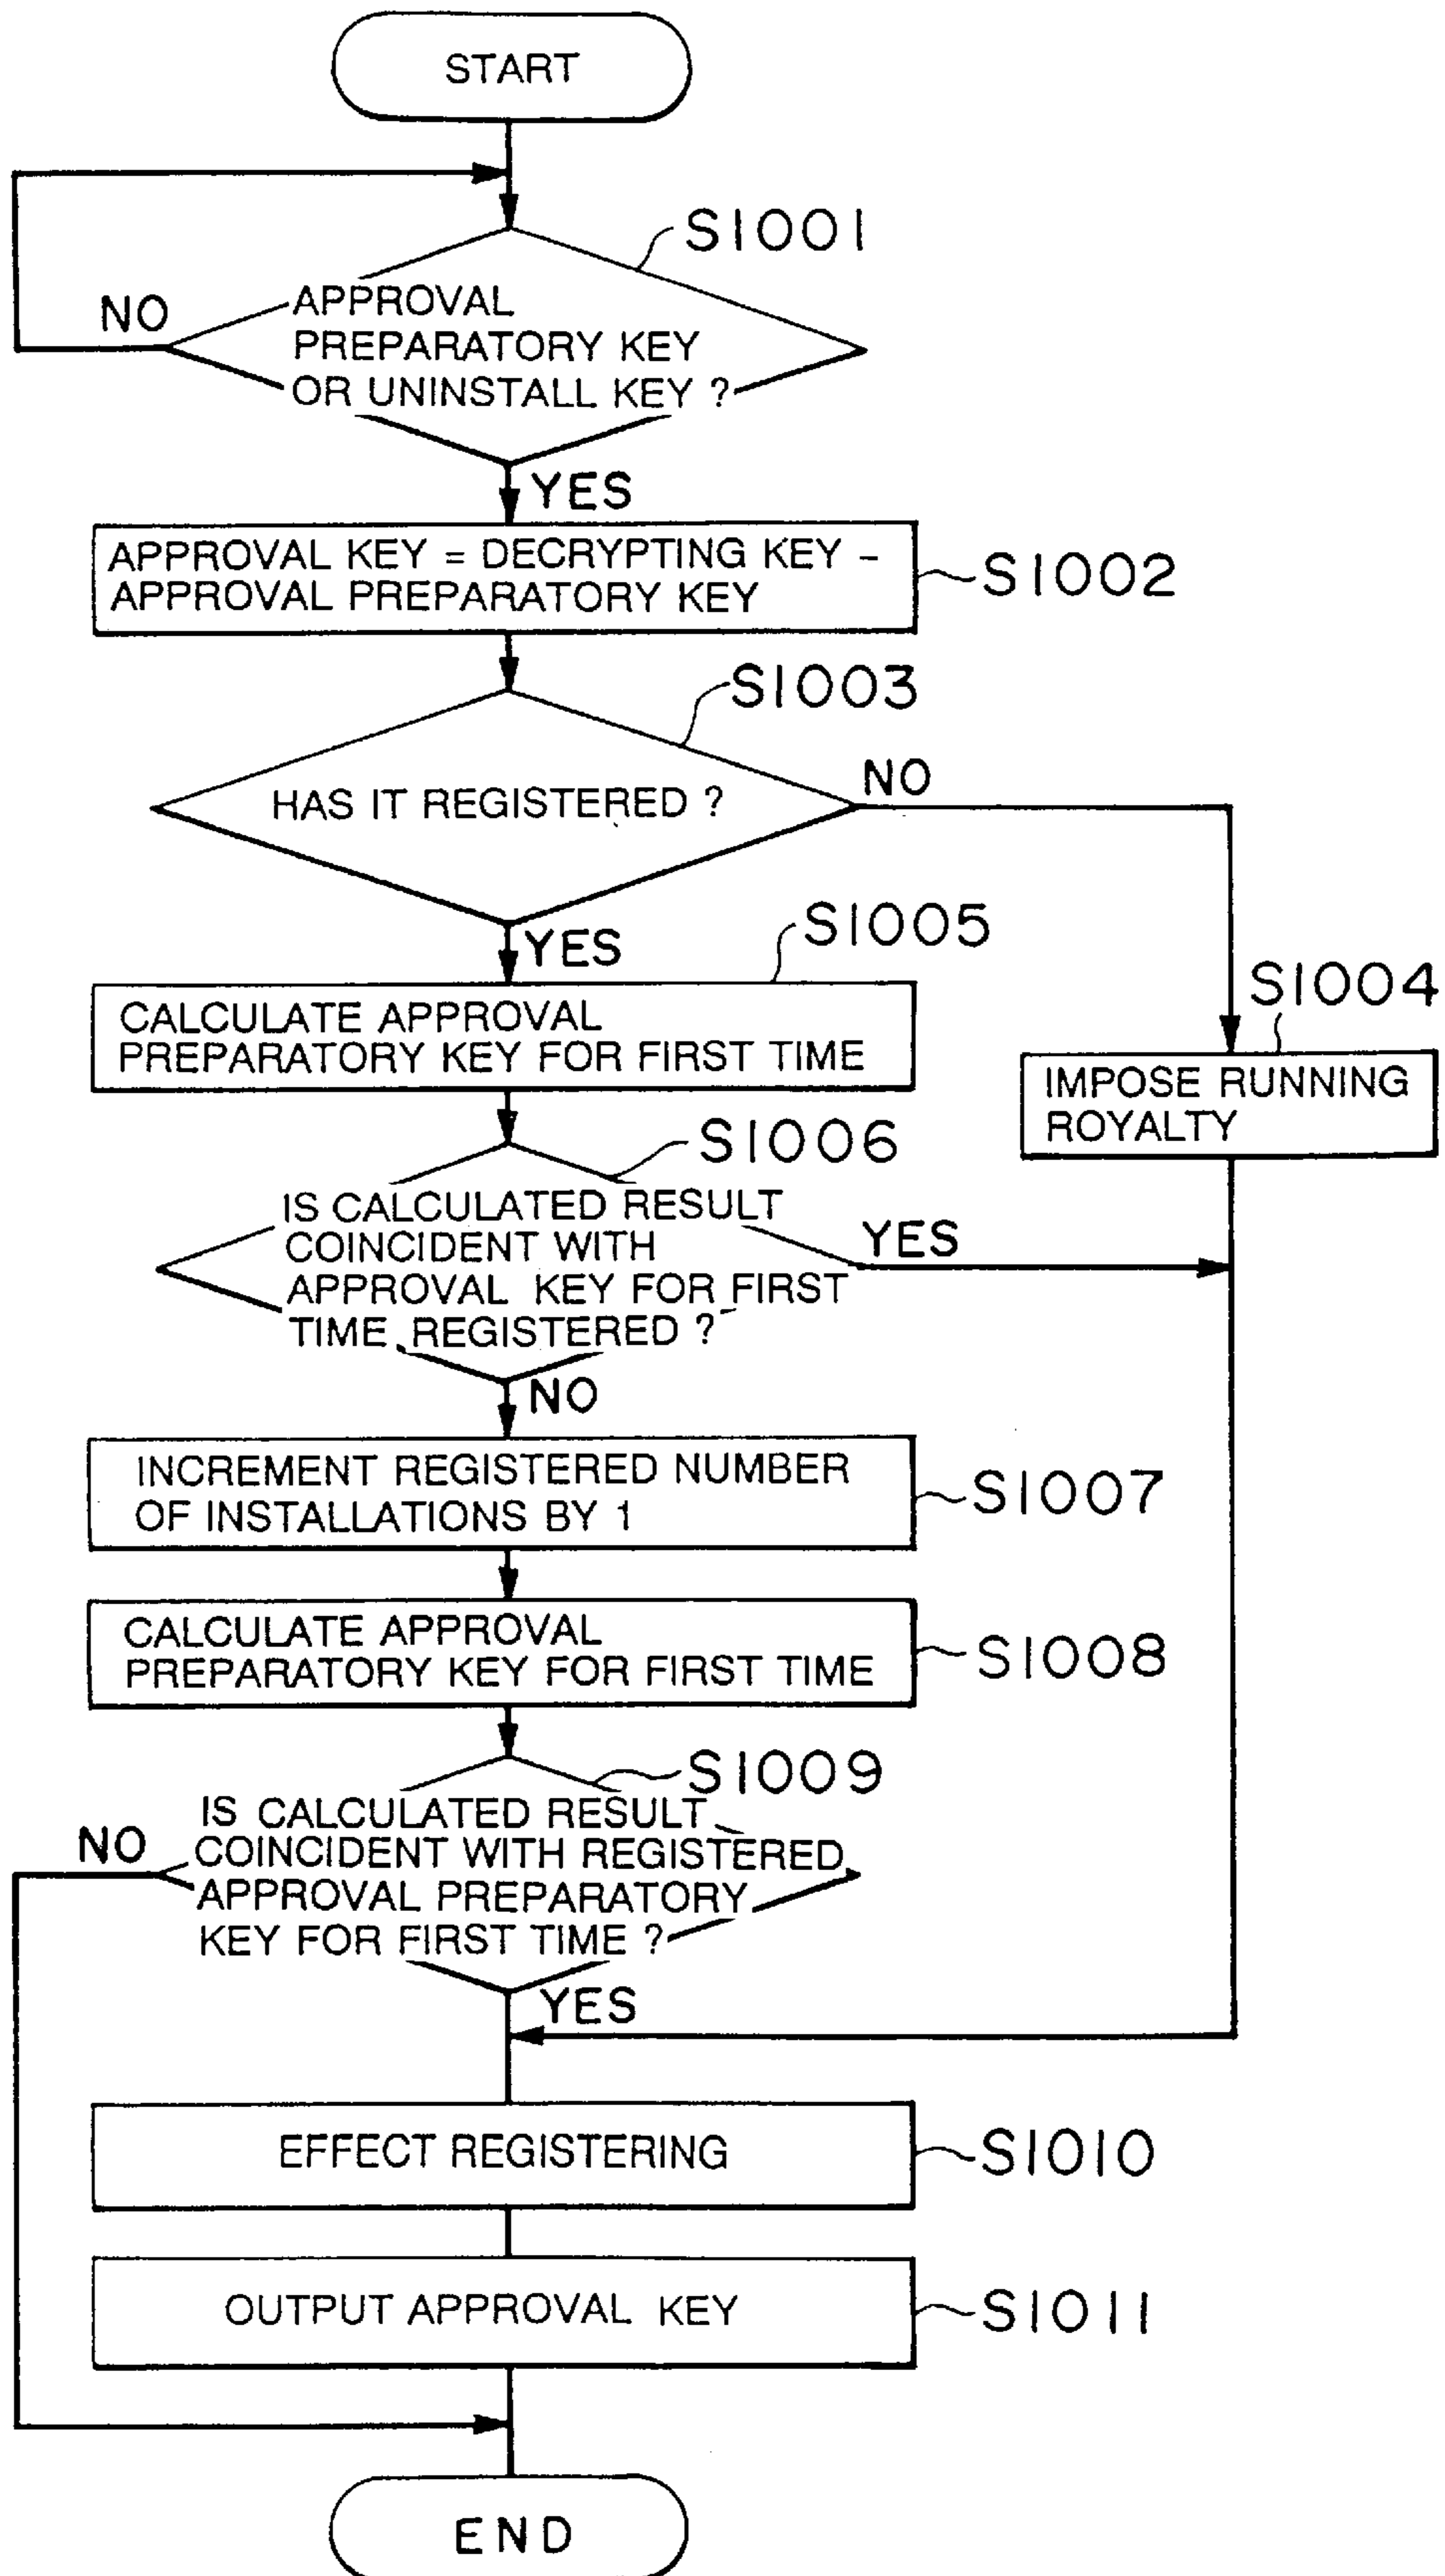 START
S1001
NO
APPROVAL
PREPARATORY KEY
OR UNINSTALL KEY ?
YES
APPROVAL KEY = DECRYPTING KEY –
APPROVAL PREPARATORY KEY
S1002
S1003
HAS IT REGISTERED ?
NO
YES
S1005
CALCULATE APPROVAL
PREPARATORY KEY FOR FIRST TIME
S1004
IMPOSE RUNNING
ROYALTY
S1006
IS CALCULATED RESULT
COINCIDENT WITH
APPROVAL KEY FOR FIRST
TIME REGISTERED ?
YES
NO
INCREMENT REGISTERED NUMBER
OF INSTALLATIONS BY 1
S1007
CALCULATE APPROVAL
PREPARATORY KEY FOR FIRST TIME
S1008
S1009
IS CALCULATED RESULT
COINCIDENT WITH REGISTERED
APPROVAL PREPARATORY
KEY FOR FIRST TIME ?
NO
YES
EFFECT REGISTERING
S1010
OUTPUT APPROVAL KEY
S1011
END